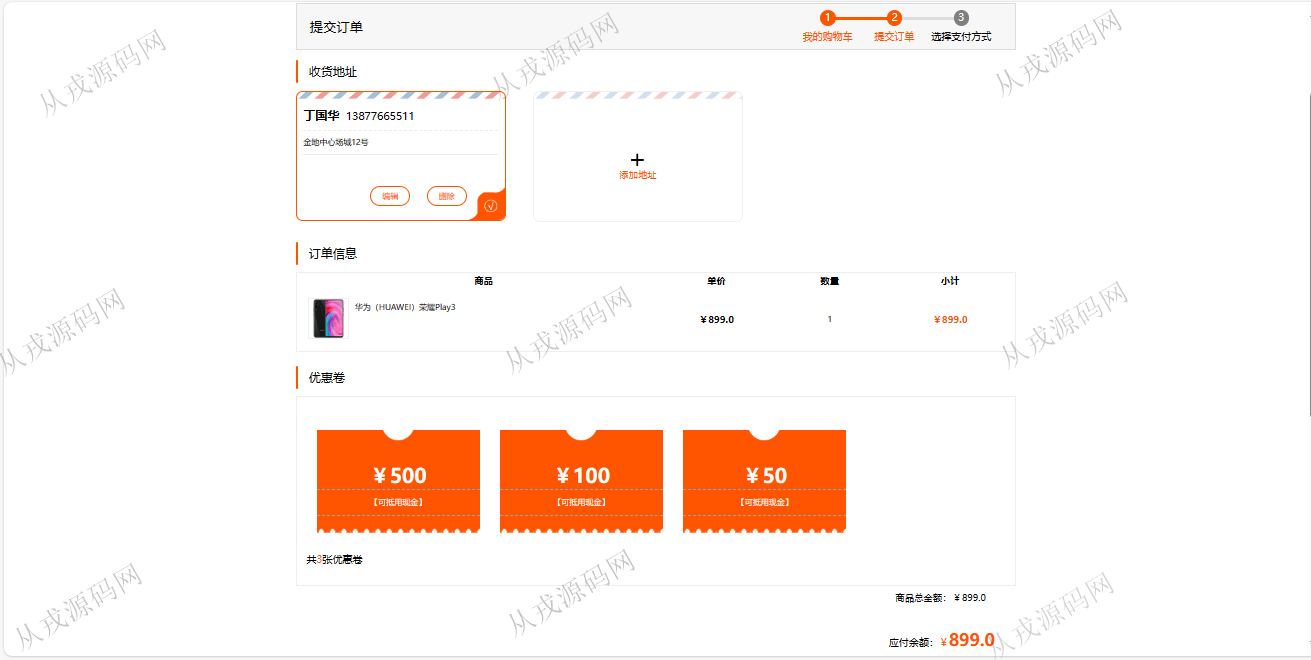 提交订单
1 2 3
我的购物车 提交订单 选择支付方式
收货地址
丁国华 13877665511
金地中心场城12号
编辑 删除
添加地址
订单信息
商品 单价 数量 小计
华为（HUAWEI）荣耀Play3 ￥899.0 1 ￥899.0
优惠卷
￥500 ￥100 ￥50
【可抵用现金】 【可抵用现金】 【可抵用现金】
共3张优惠卷
商品总金额：￥899.0
应付余额：￥899.0
从戎源码网
从戎源码网
从戎源码网
从戎源码网
从戎源码网
从戎源码网
从戎源码网
从戎源码网
从戎源码网